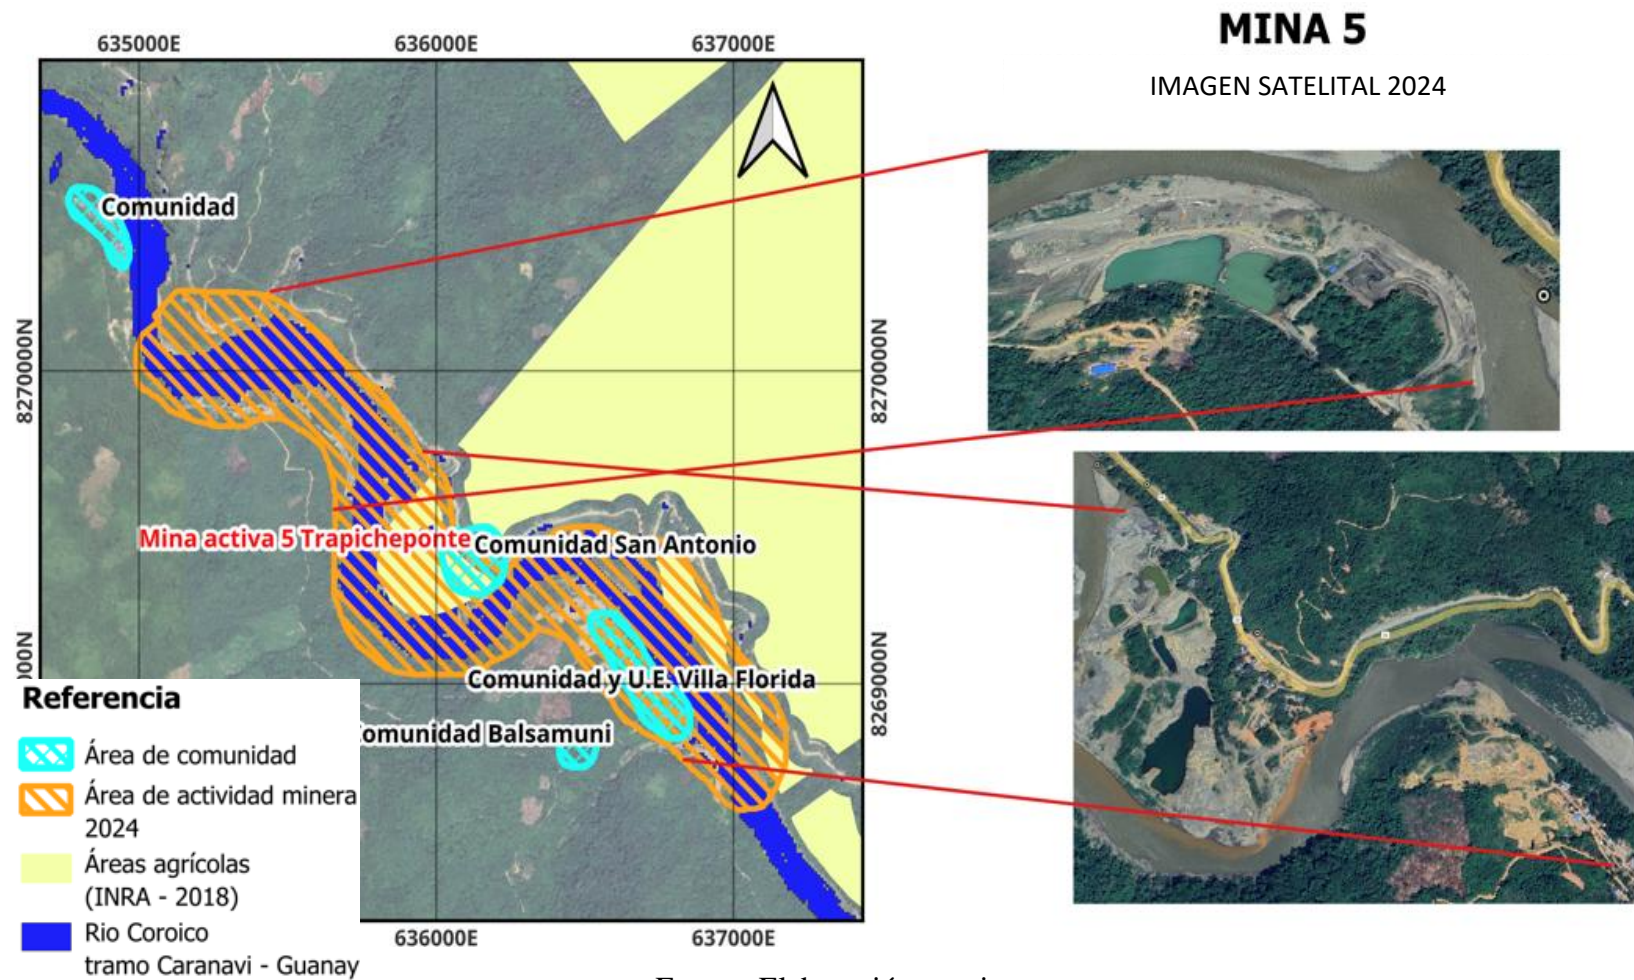 MINA 5
IMAGEN SATELITAL 2024
635000E 636000E 637000E
Comunidad
8270000N 8270000N
Mina activa 5 Trapicheponte
Comunidad San Antonio
Comunidad y U.E. Villa Florida
8269000N
Balsamuni
Referencia
Área de comunidad
Área de actividad minera
2024
Áreas agrícolas
(INRA - 2018)
Rio Coroico
tramo Caranavi - Guanay
636000E 637000E